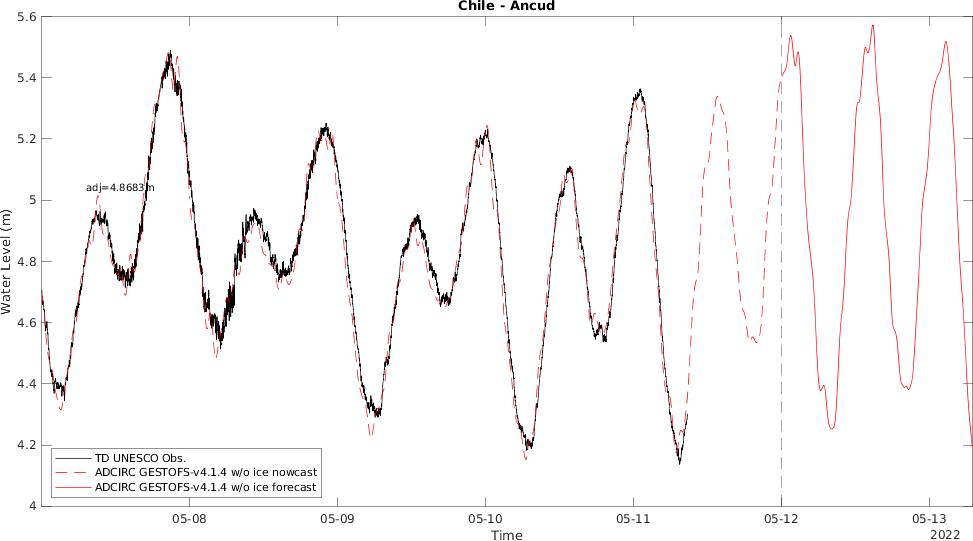 Chile - Ancud
5.6
5.4
5.2
5
4.8
4.6
4.4
4.2
4
Water Level (m)
adj=4.8683m
TD UNESCO Obs.
ADCIRC GESTOFS-v4.1.4 w/o ice nowcast
ADCIRC GESTOFS-v4.1.4 w/o ice forecast
05-08 05-09 05-10 05-11 05-12 05-13
Time
2022